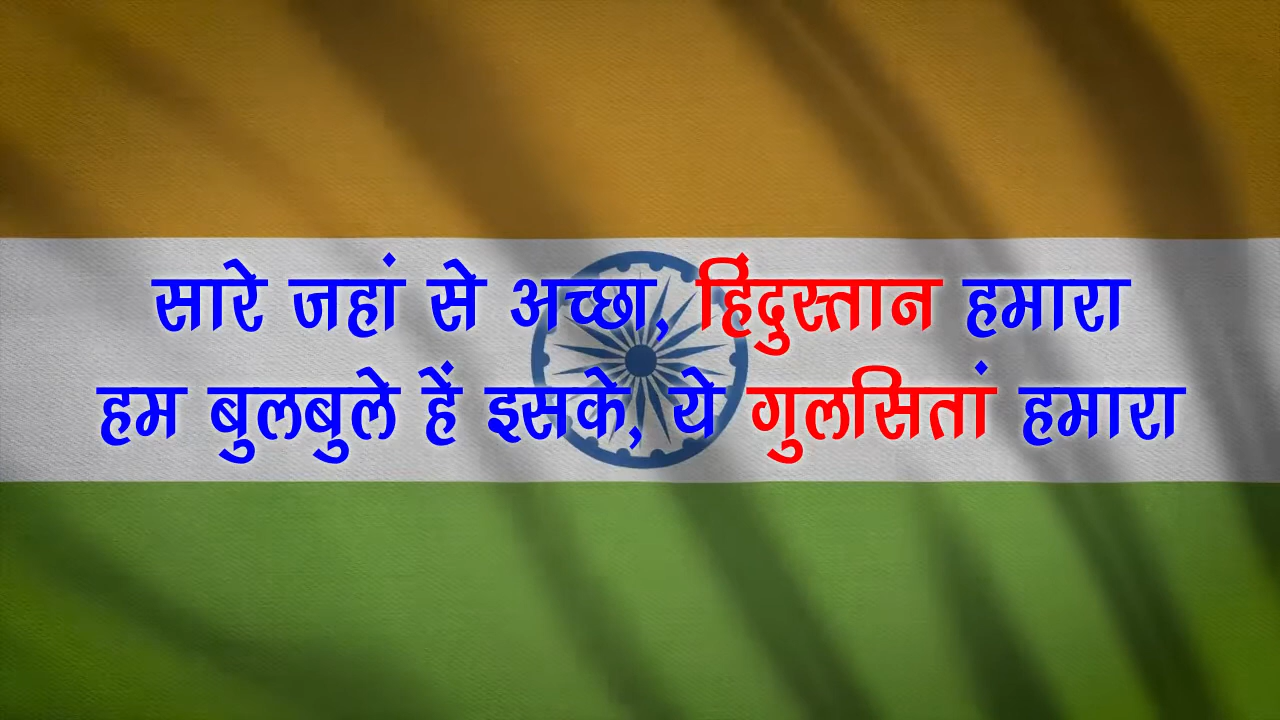 सारे जहां से अच्छा, हिंदुस्तान हमारा
हम बुलबुले हें इसके, ये गुलसितां हमारा